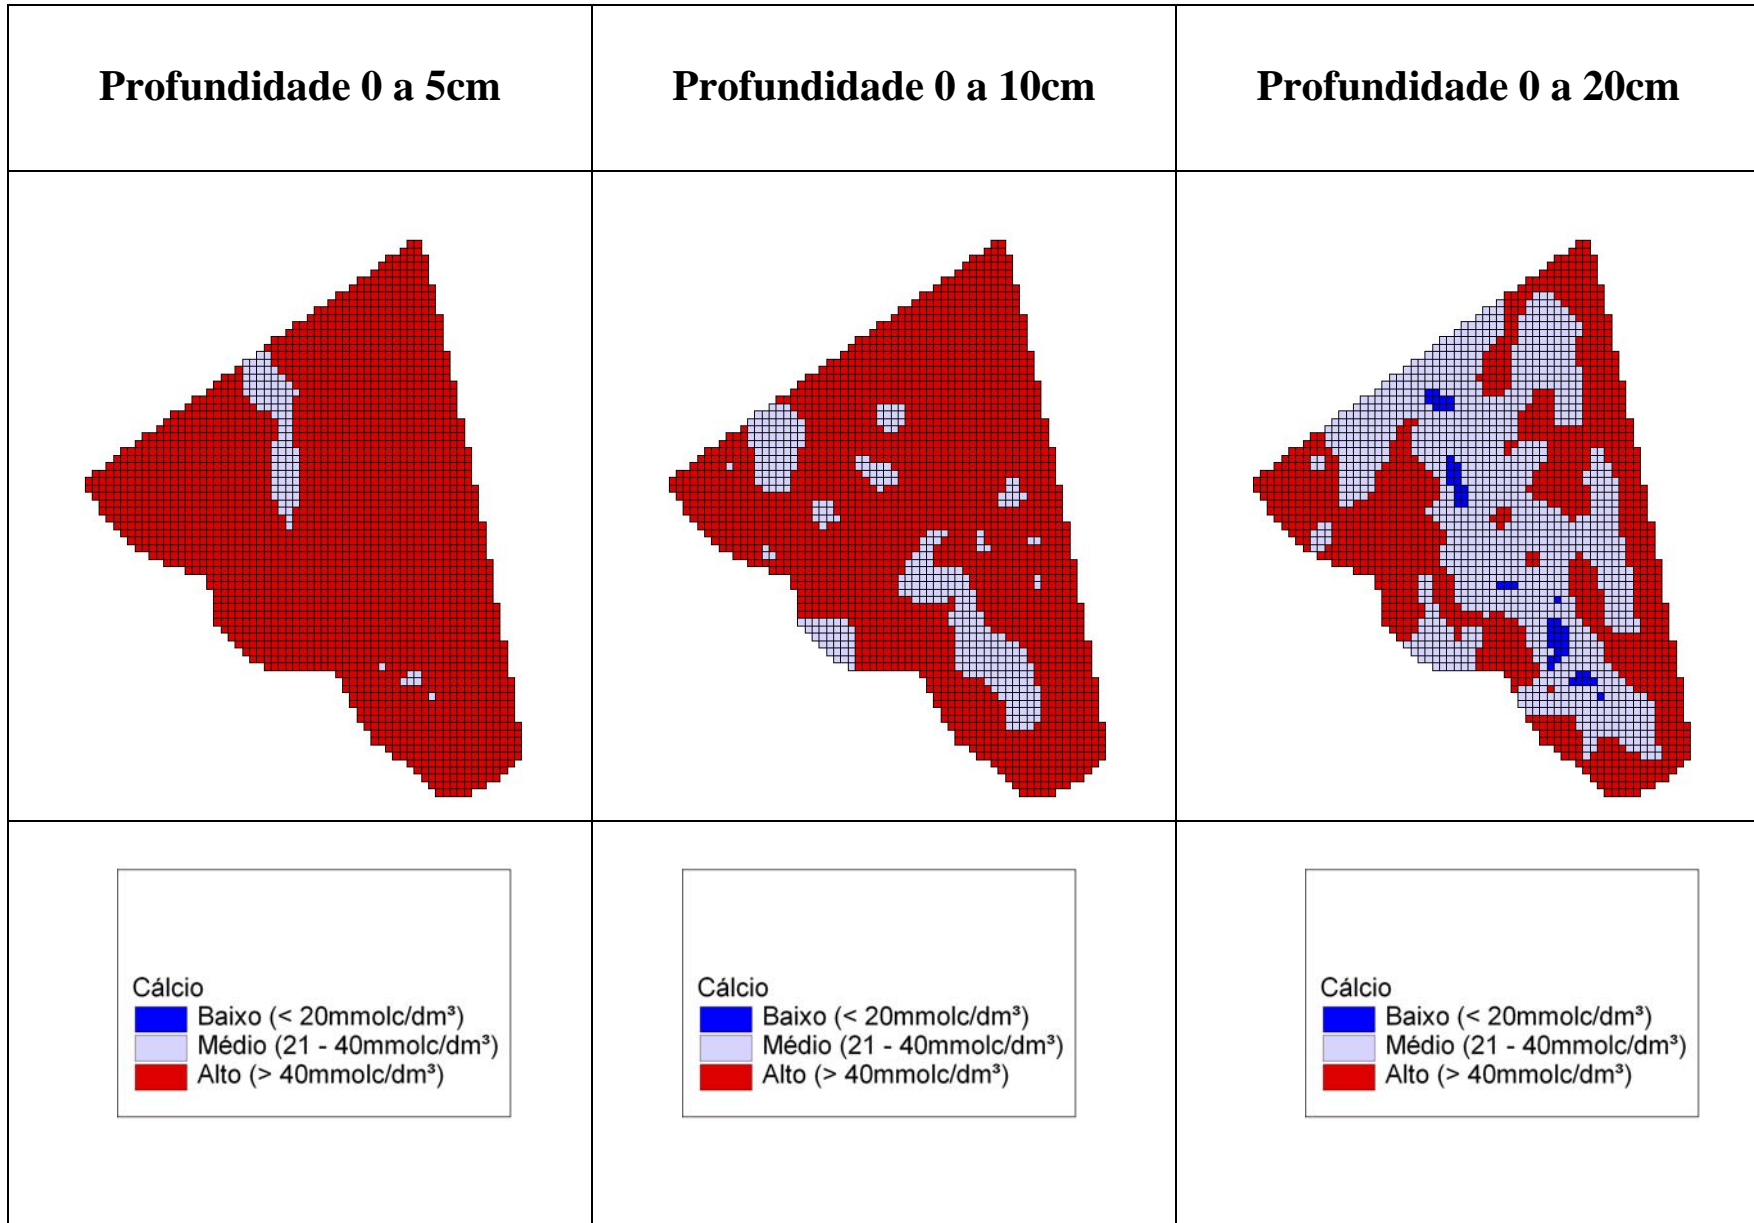 Profundidade 0 a 5cm
Profundidade 0 a 10cm
Profundidade 0 a 20cm
Cálcio
Baixo (< 20mmolc/dm³)
Médio (21 - 40mmolc/dm³)
Alto (> 40mmolc/dm³)
Cálcio
Baixo (< 20mmolc/dm³)
Médio (21 - 40mmolc/dm³)
Alto (> 40mmolc/dm³)
Cálcio
Baixo (< 20mmolc/dm³)
Médio (21 - 40mmolc/dm³)
Alto (> 40mmolc/dm³)